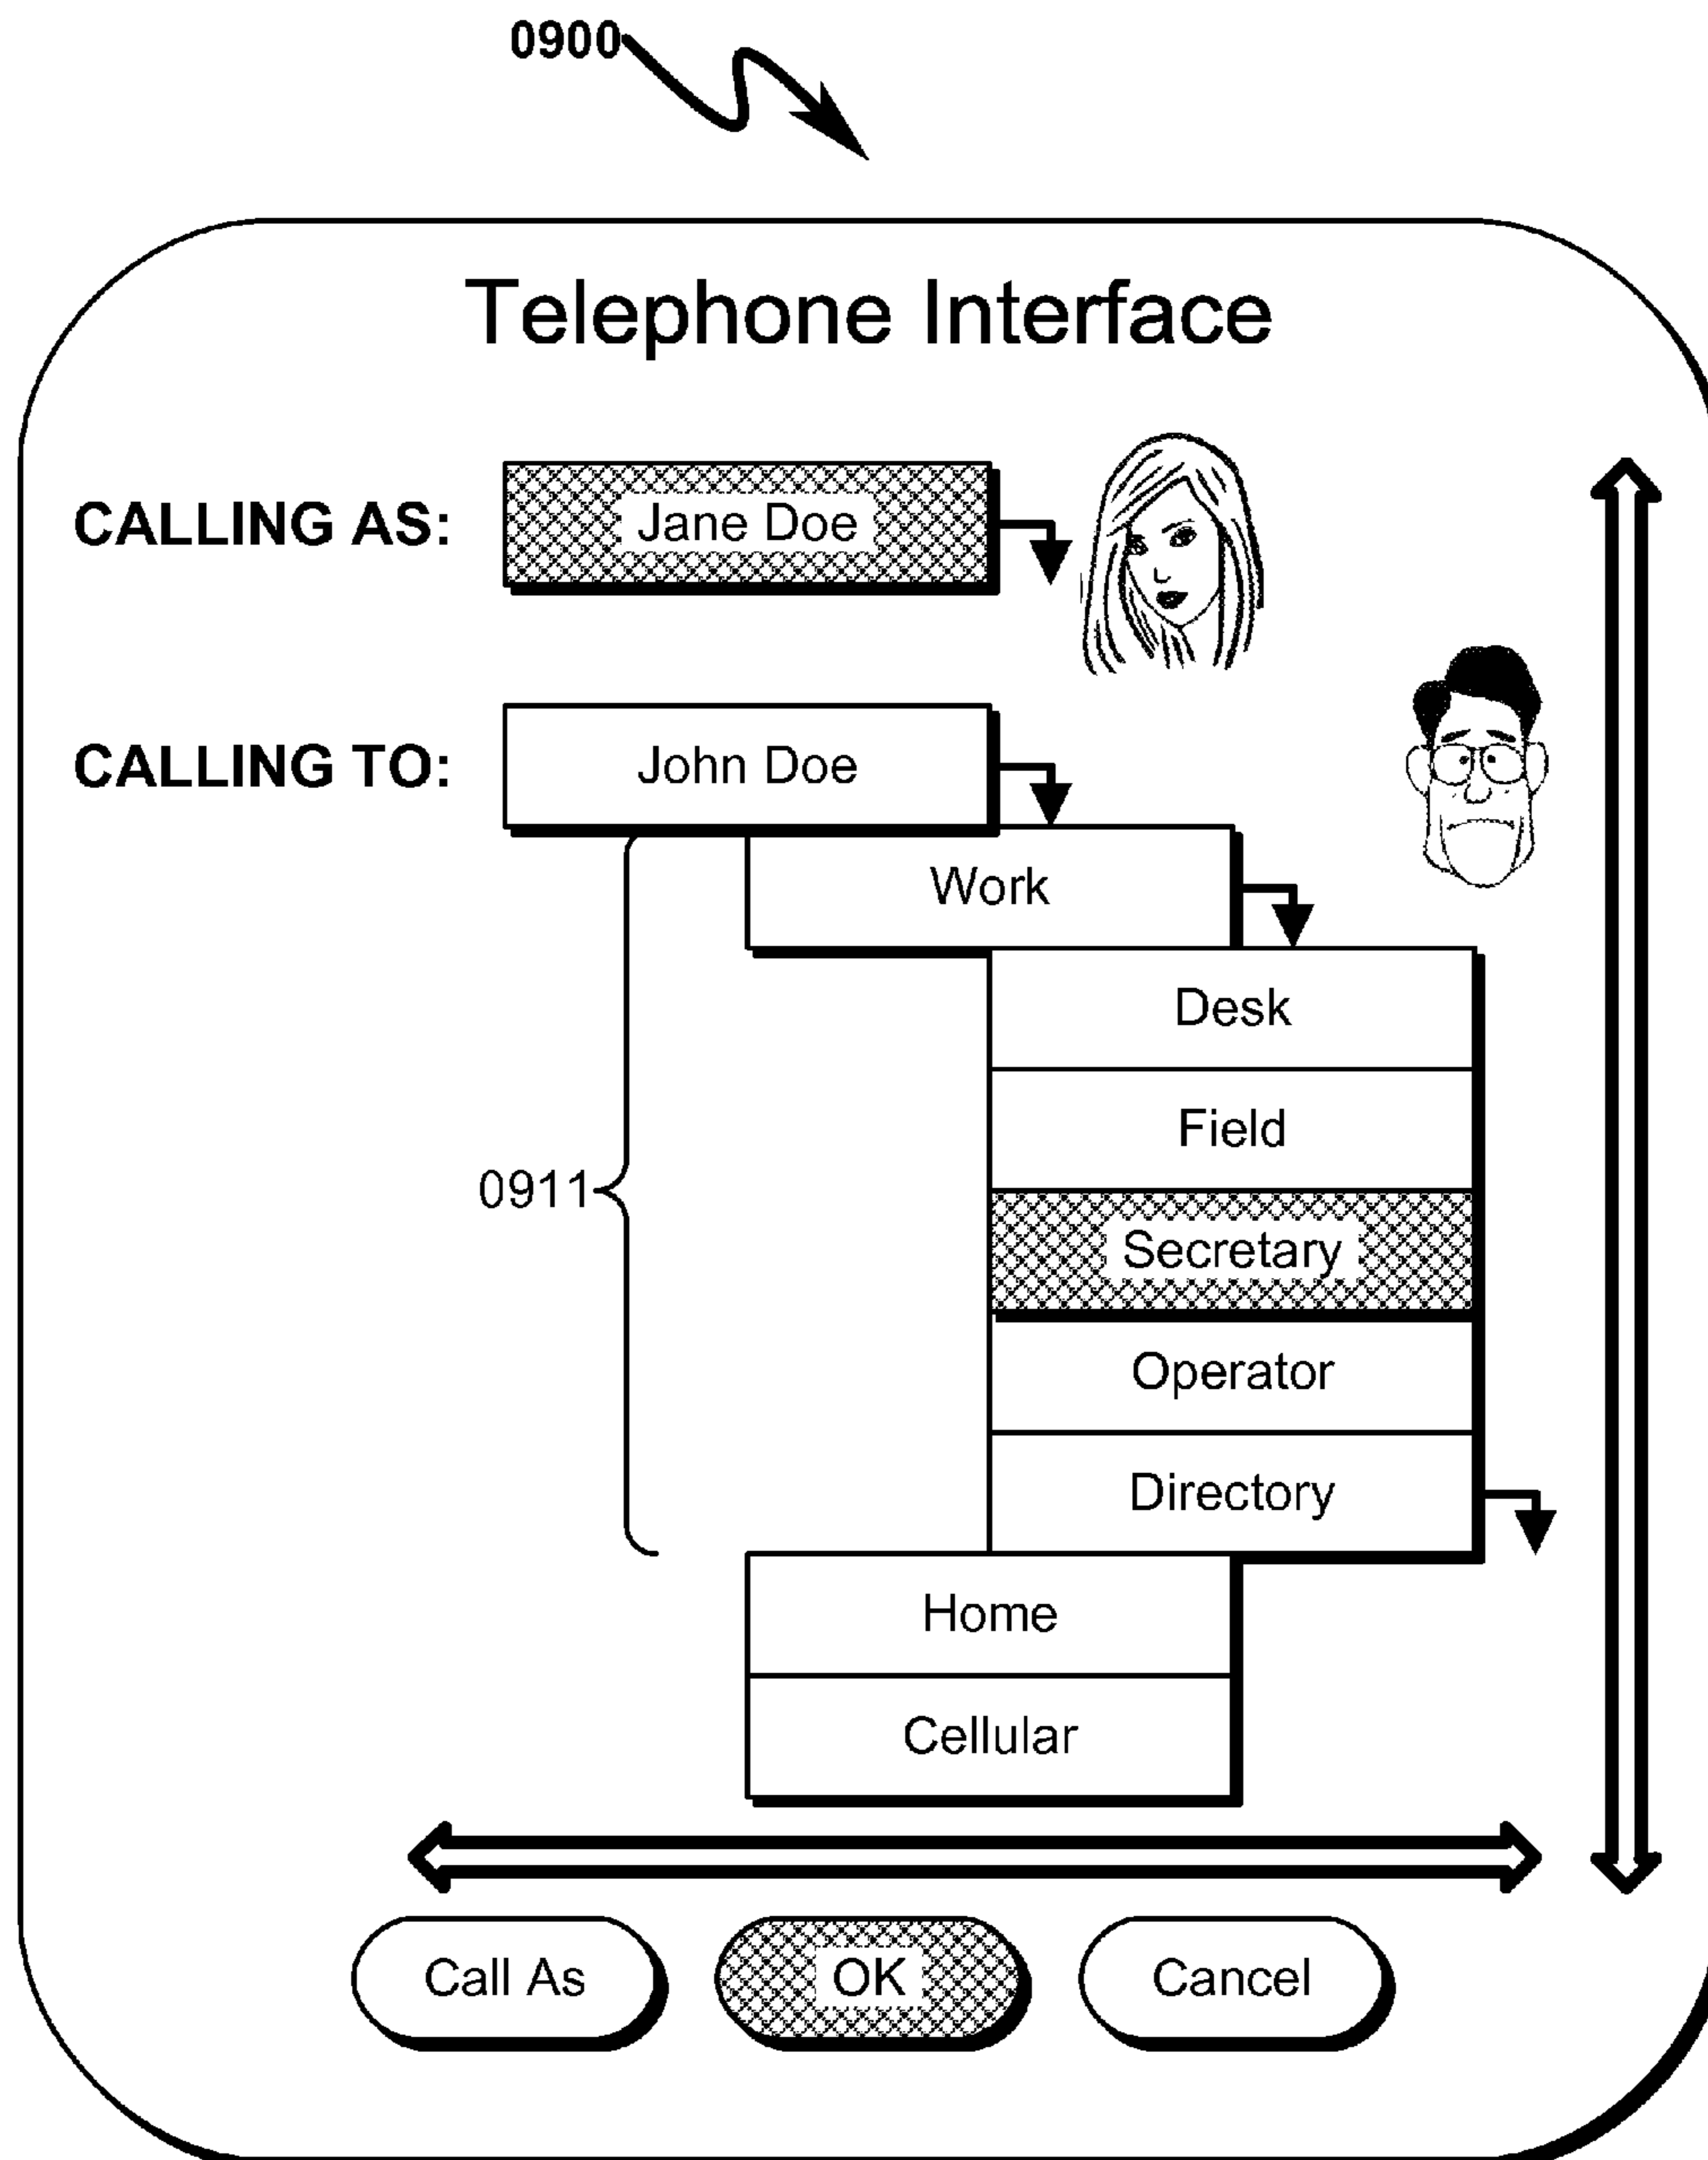 0900
Telephone Interface
CALLING AS:
Jane Doe
CALLING TO:
John Doe
Work
Desk
Field
0911
Secretary
Operator
Directory
Home
Cellular
Call As
OK
Cancel